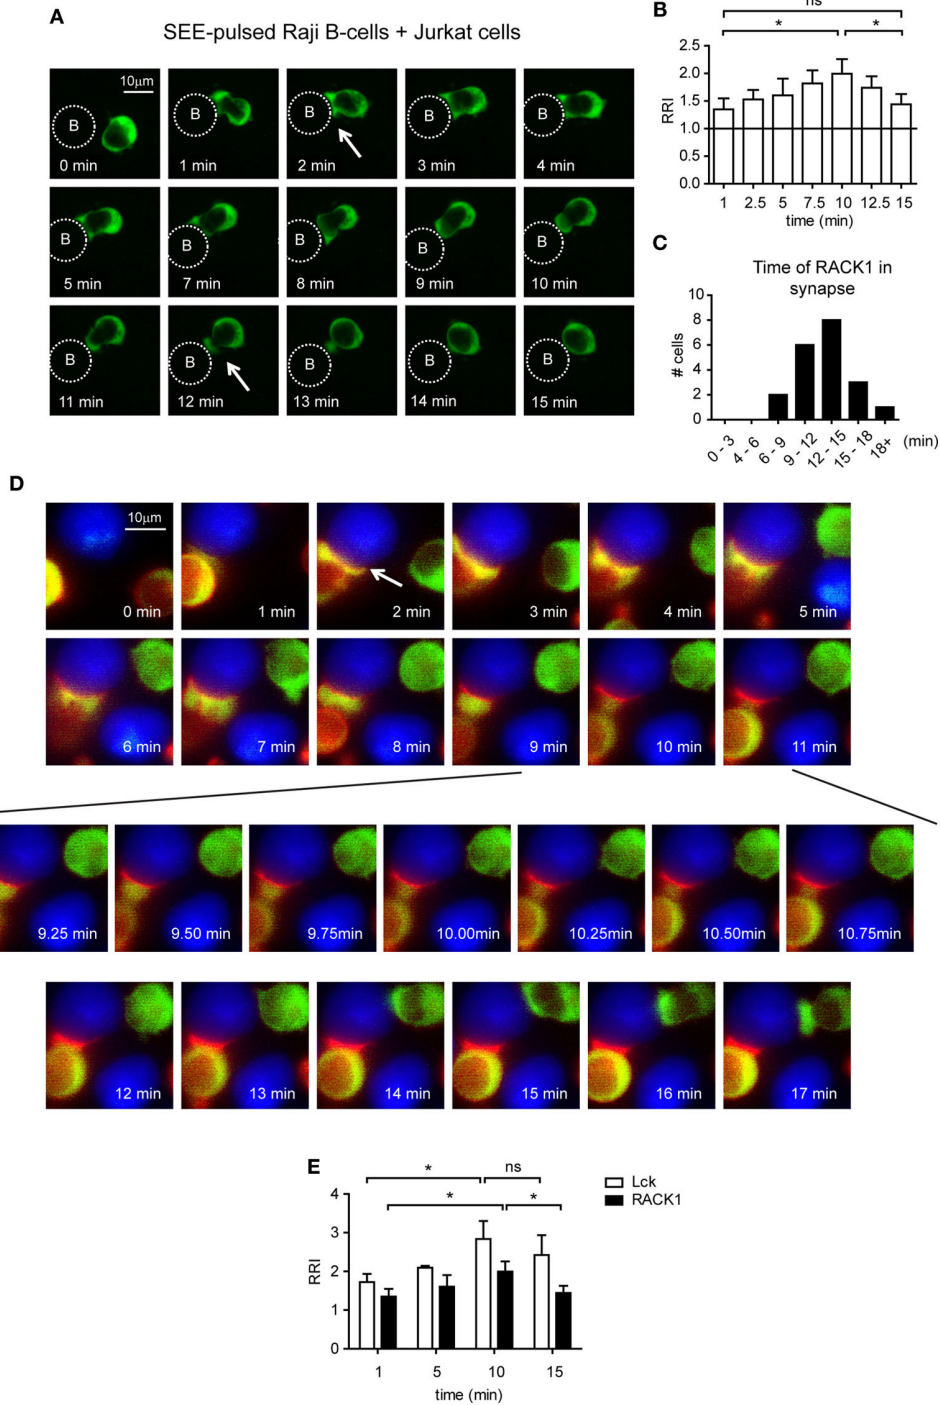 A
SEE-pulsed Raji B-cells + Jurkat cells
10μm
B
0 min
B
1 min
B
2 min
B
3 min
B
4 min
B
5 min
B
7 min
B
8 min
B
9 min
B
10 min
B
11 min
B
12 min
B
13 min
B
14 min
B
15 min
B
ns
*
*
2.5
2.0
1.5
1.0
0.5
0.0
RRI
1 2.5 5 7.5 10 12.5 15
time (min)
C
Time of RACK1 in
synapse
10
8
6
4
2
0
# cells
0 - 3
4 - 6
6 - 9
9 - 12
12 - 15
15 - 18
18+
(min)
D
10μm
0 min
1 min
2 min
3 min
4 min
5 min
6 min
7 min
8 min
9 min
10 min
11 min
9.25 min
9.50 min
9.75min
10.00min
10.25min
10.50min
10.75min
12 min
13 min
14 min
15 min
16 min
17 min
E
* ns
* *
Lck
RACK1
4
3
2
1
0
RRI
1 5 10 15
time (min)